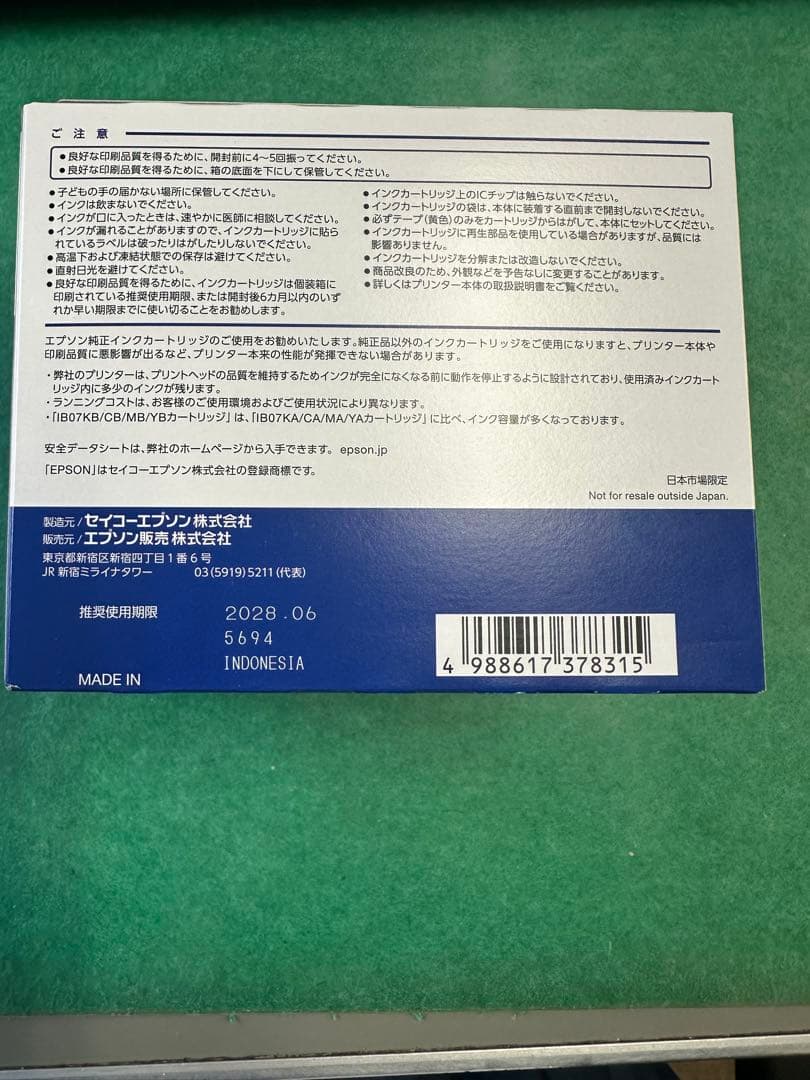 ご注意
●良好な印刷品質を得るために、開封前に4〜5回振ってください。
●良好な印刷品質を得るために、箱の底面を下にして保管してください。
●子どもの手の届かない場所に保管してください。
●インクは飲まないでください。
●インクが口に入ったときは、速やかに医師に相談してください。
●インクが漏れることがありますので、インクカートリッジに貼ら
れているラベルは破ったりはがしたりしないでください。
●高温下および凍結状態での保存は避けてください。
●直射日光を避けてください。
●良好な印刷品質を得るために、インクカートリッジは個装箱に
印刷されている推奨使用期限、または開封後6カ月以内のいず
れか早い期限までに使い切ることをお勧めします。
●インクカートリッジ上のICチップは触らないでください。
●インクカートリッジの袋は、本体に装着する直前まで開封しないでください。
●必ずテープ(黄色)のみをカートリッジからはがして、本体にセットしてください。
●インクカートリッジに再生部品を使用している場合がありますが、品質には
影響ありません。
●インクカートリッジを分解または改造しないでください。
●商品改良のため、外観などを予告なしに変更することがあります。
●詳しくはプリンター本体の取扱説明書をご覧ください。
エプソン純正インクカートリッジのご使用をお勧めいたします。純正品以外のインクカートリッジをご使用になりますと、プリンター本体や
印刷品質に悪影響が出るなど、プリンター本来の性能が発揮できない場合があります。
・弊社のプリンターは、プリントヘッドの品質を維持するためインクが完全になくなる前に動作を停止するように設計されており、使用済みインクカート
リッジ内に多少のインクが残ります。
・ランニングコストは、お客様のご使用環境およびご使用状況により異なります。
・「IB07KB/CB/MB/YBカートリッジ」は、「IB07KA/CA/MA/YAカートリッジ」に比べ、インク容量が多くなっております。
安全データシートは、弊社のホームページから入手できます。 epson.jp
「EPSON」はセイコーエプソン株式会社の登録商標です。
日本市場限定
Not for resale outside Japan.
製造元/セイコーエプソン株式会社
販売元/エプソン販売株式会社
東京都新宿区新宿四丁目1番6号
JR新宿ミライナタワー 03(5919)5211(代表)
推奨使用期限 2028.06
5694
INDONESIA
MADE IN
4 988617 378315